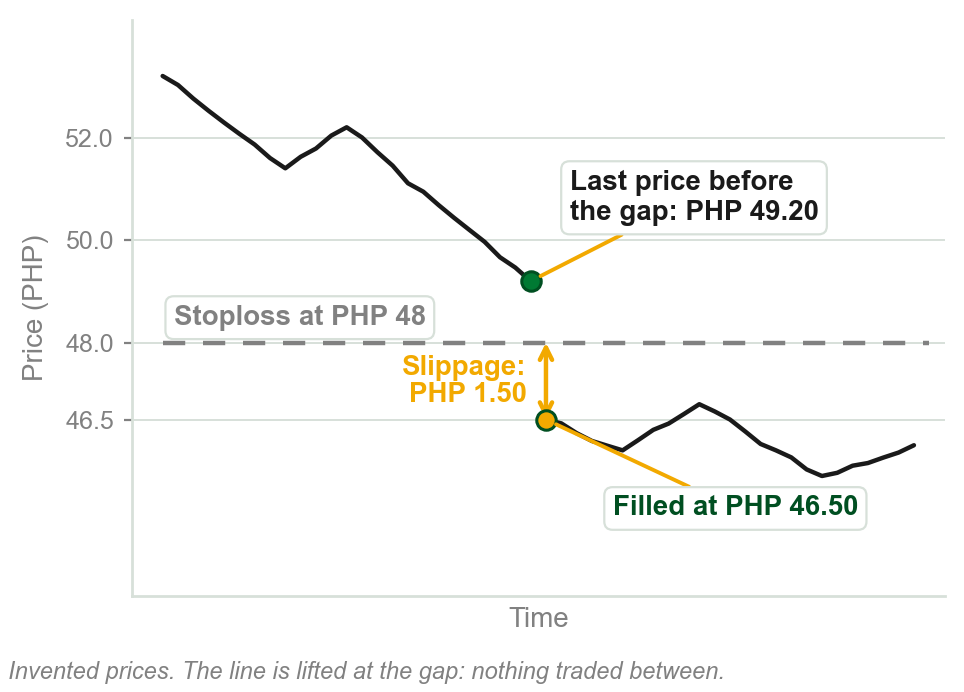 52.0
Last price before
the gap: PHP 49.20
50.0
Stoploss at PHP 48
48.0
Slippage:
PHP 1.50
46.5
Filled at PHP 46.50
Price (PHP)
Time
Invented prices. The line is lifted at the gap: nothing traded between.